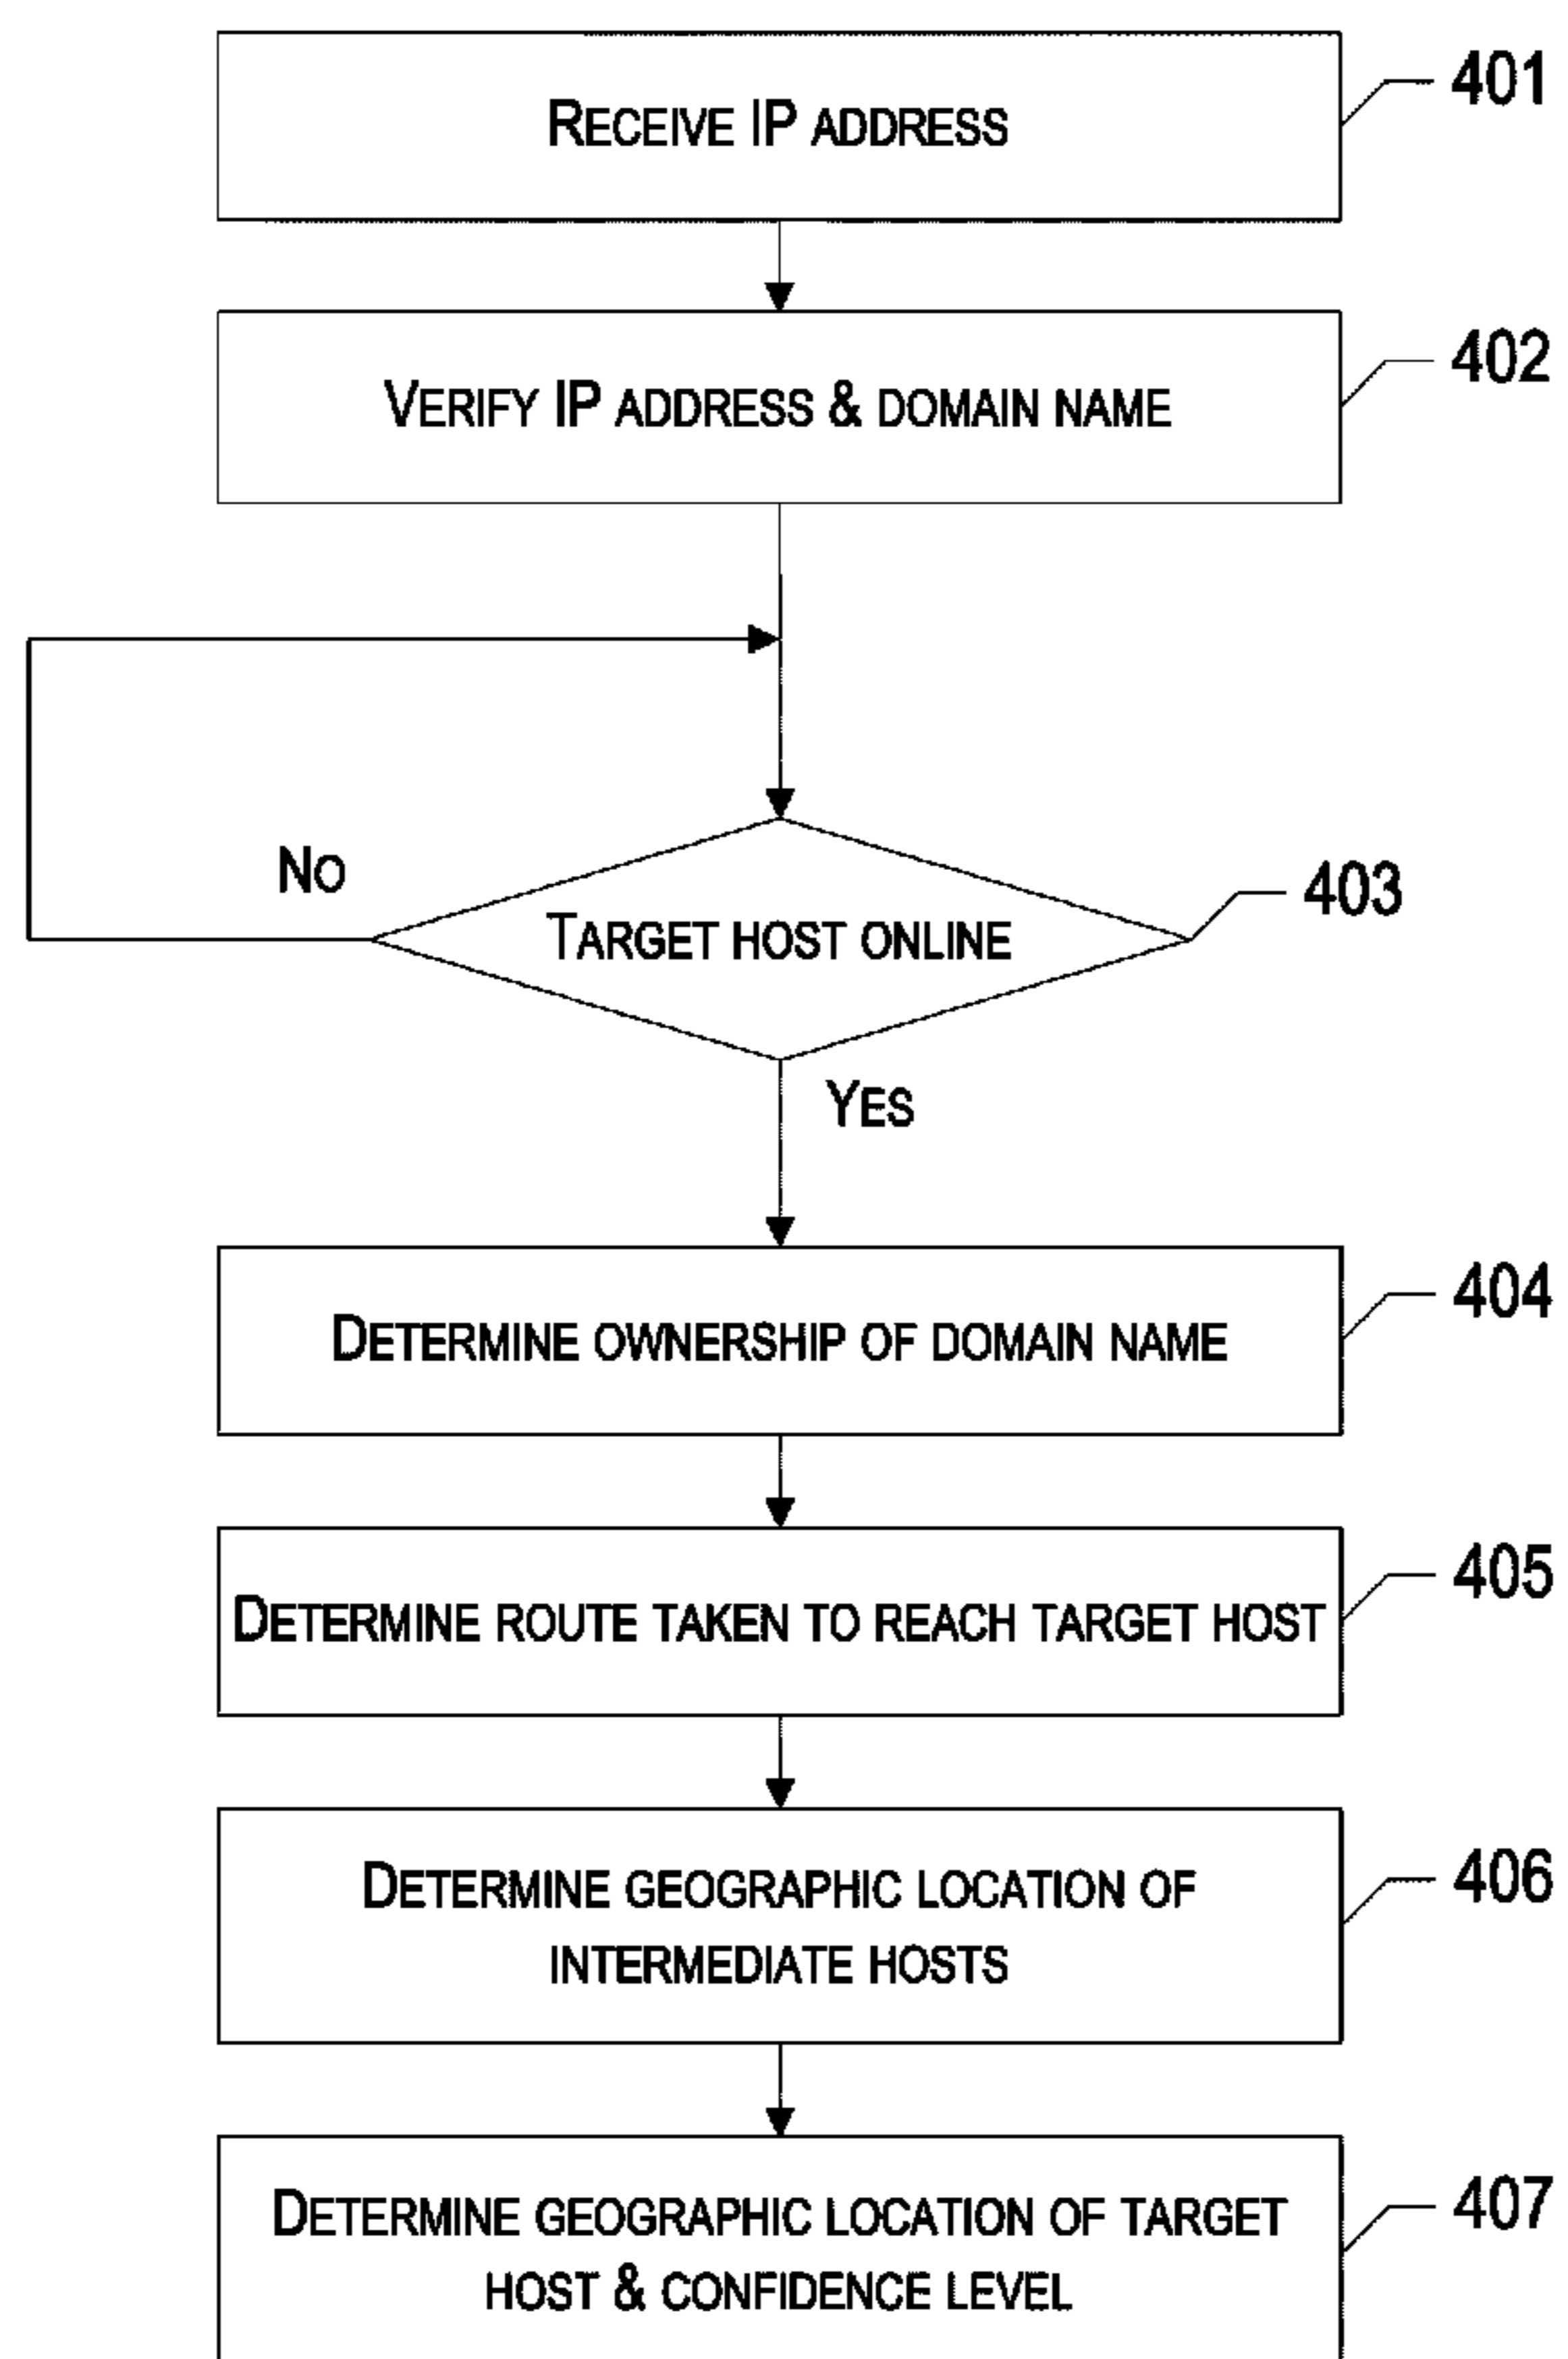 RECEIVE IP ADDRESS
401
VERIFY IP ADDRESS & DOMAIN NAME
402
NO
TARGET HOST ONLINE
403
YES
DETERMINE OWNERSHIP OF DOMAIN NAME
404
DETERMINE ROUTE TAKEN TO REACH TARGET HOST
405
DETERMINE GEOGRAPHIC LOCATION OF
INTERMEDIATE HOSTS
406
DETERMINE GEOGRAPHIC LOCATION OF TARGET
HOST & CONFIDENCE LEVEL
407